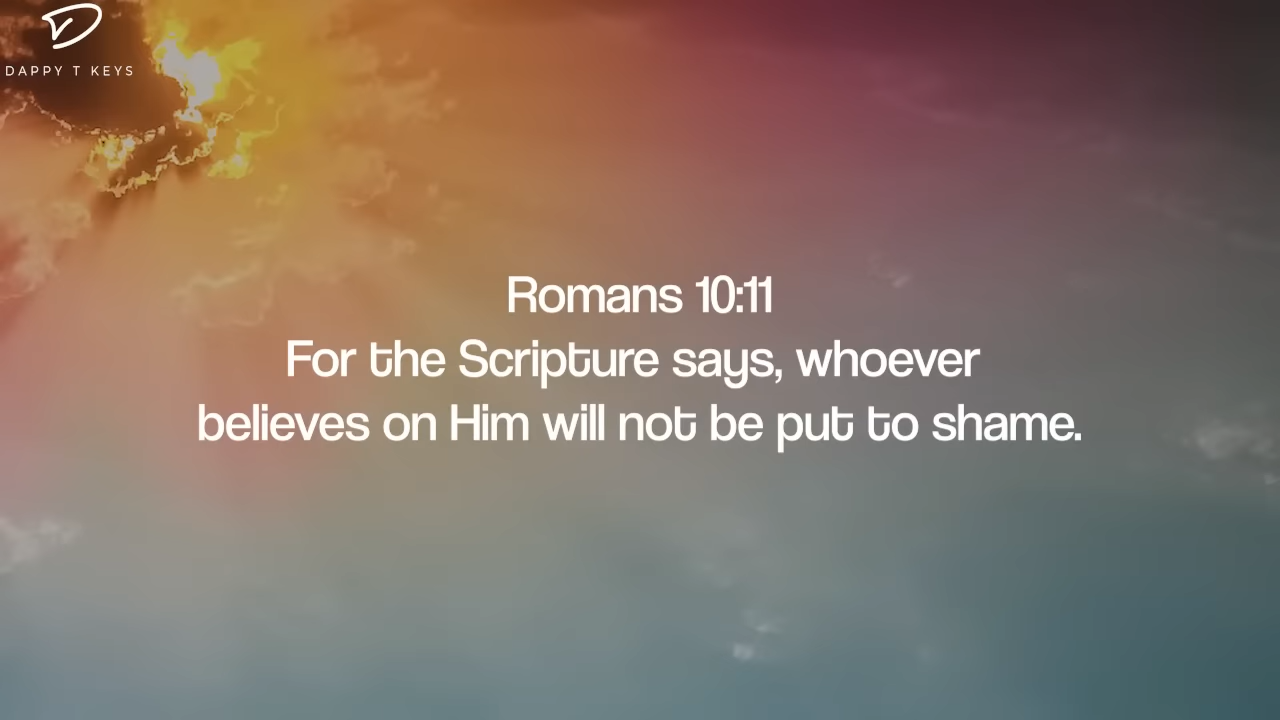 DAPPY T KEYS
Romans 10:11
For the Scripture says, whoever
believes on Him will not be put to shame.